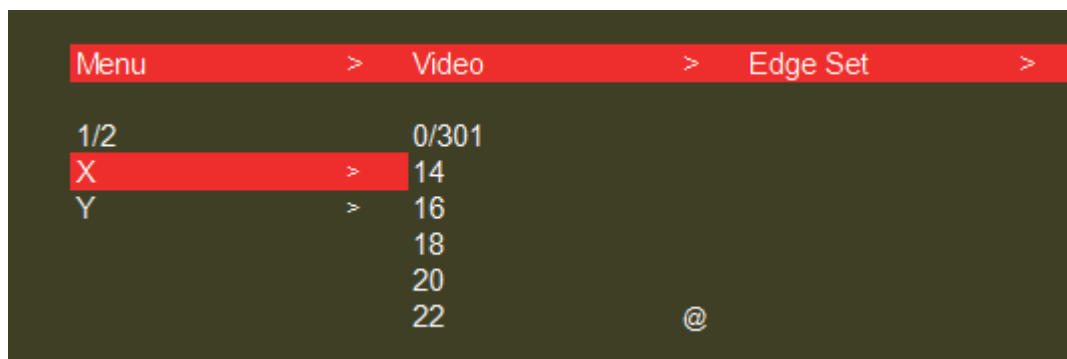 Menu > Video > Edge Set >
1/2 0/301
X > 14
Y > 16
18
20
22 @